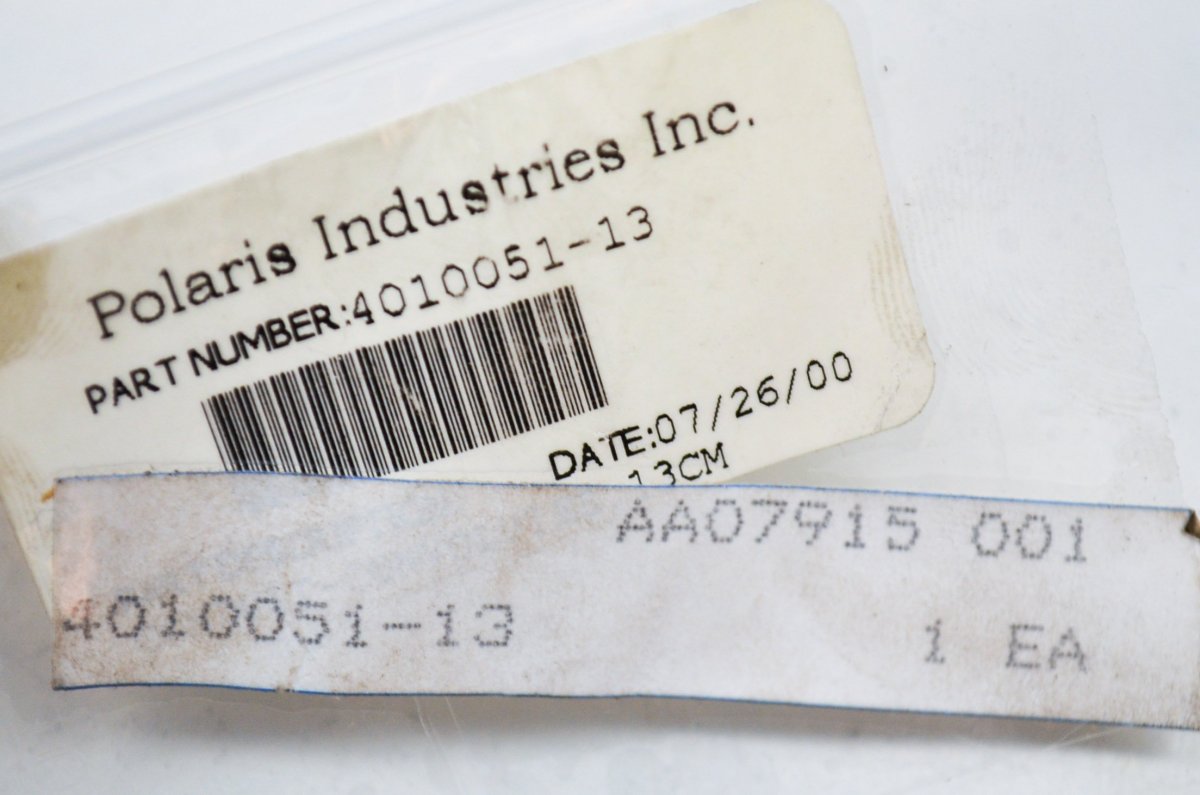 Polaris Industries Inc.
PART NUMBER:4010051-13
DATE:07/26/00
13CM
AA07915 001
4010051-13
1 EA